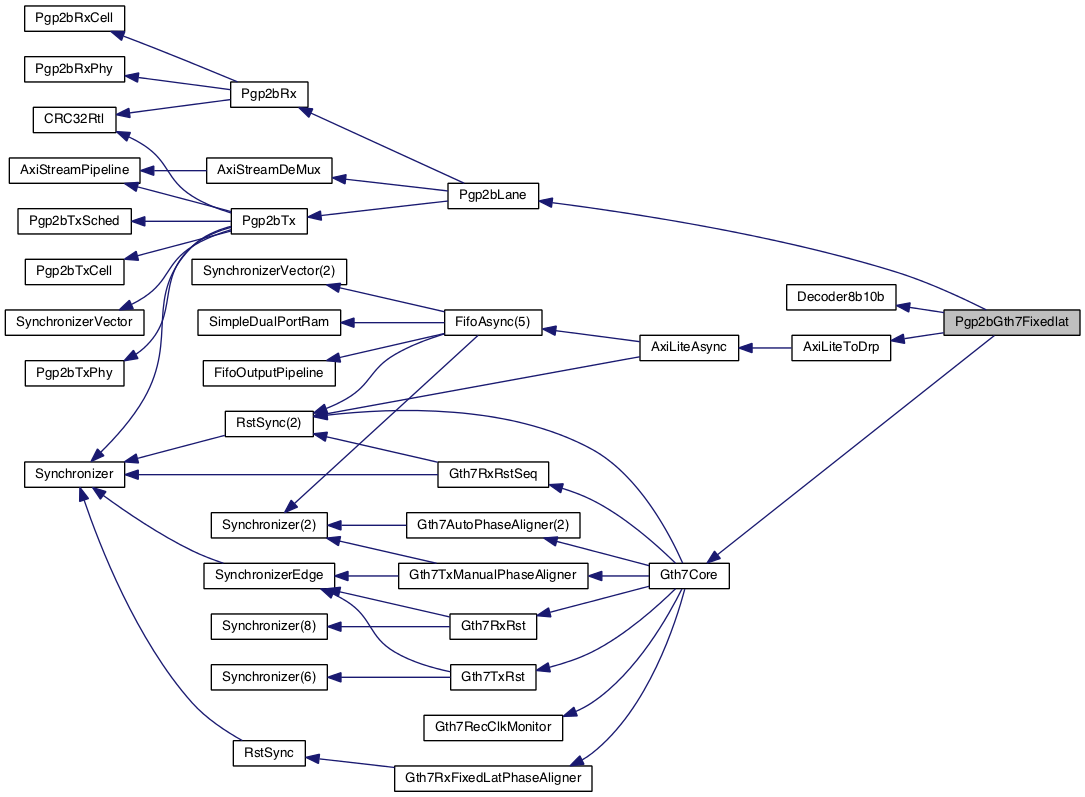 Pgp2bRxCell
Pgp2bRxPhy
Pgp2bRx
CRC32Rtl
AxiStreamPipeline
AxiStreamDeMux
Pgp2bLane
Pgp2bTxSched
Pgp2bTx
Pgp2bTxCell
SynchronizerVector(2)
Decoder8b10b
SynchronizerVector
SimpleDualPortRam
FifoAsync(5)
Pgp2bGth7Fixedlat
AxiLiteAsync
AxiLiteToDrp
Pgp2bTxPhy
FifoOutputPipeline
RstSync(2)
Synchronizer
Gth7RxRstSeq
Synchronizer(2)
Gth7AutoPhaseAligner(2)
SynchronizerEdge
Gth7TxManualPhaseAligner
Gth7Core
Synchronizer(8)
Gth7RxRst
Synchronizer(6)
Gth7TxRst
Gth7RecClkMonitor
RstSync
Gth7RxFixedLatPhaseAligner